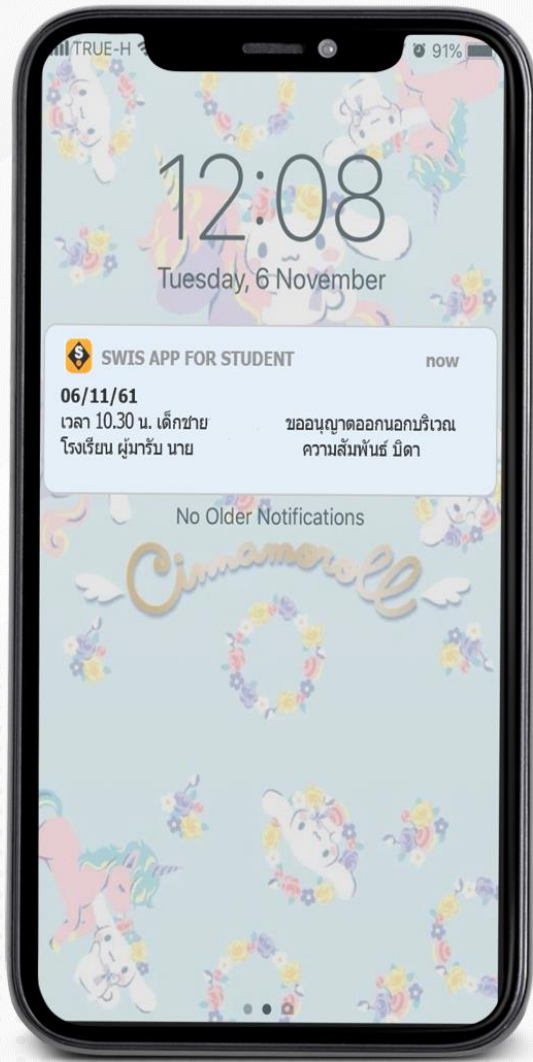 TRUE-H
91%
12:08
Tuesday, 6 November
SWIS APP FOR STUDENT now
06/11/61
เวลา 10.30 น. เด็กชาย ขออนุญาตออกนอกบริเวณ
โรงเรียน ผู้มารับ นาย ความสัมพันธ์ บิดา
No Older Notifications
Cinnamoroll